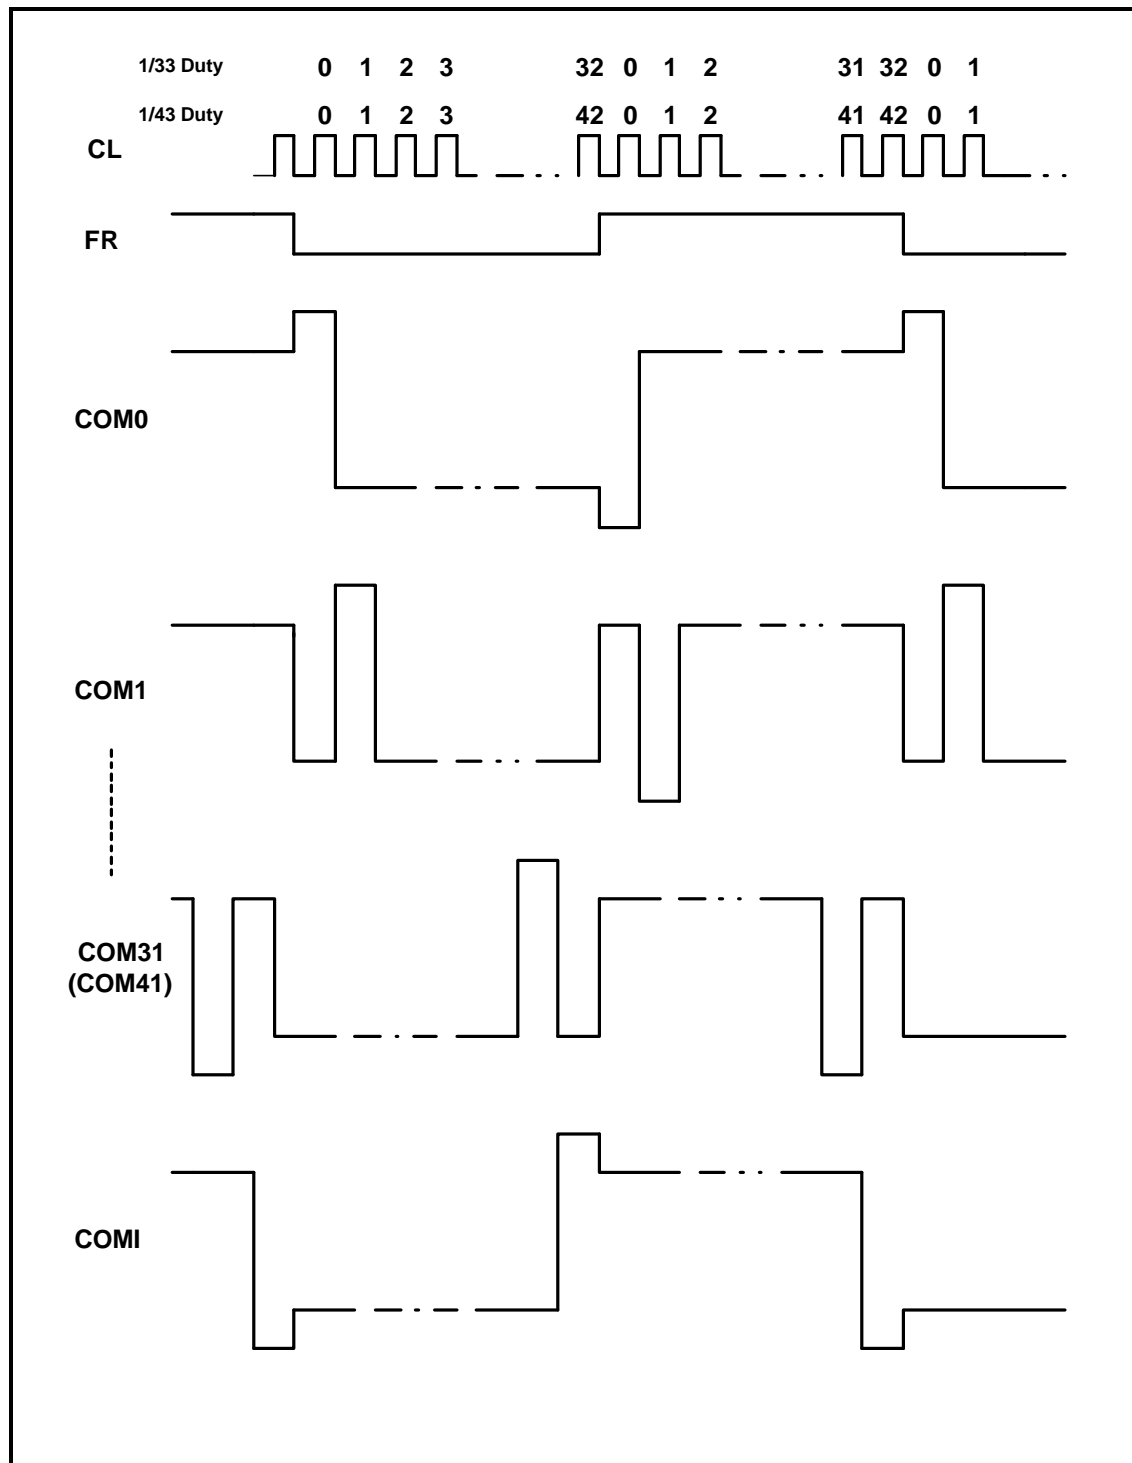 1/33 Duty 0 1 2 3 32 0 1 2 31 32 0 1
1/43 Duty 0 1 2 3 42 0 1 2 41 42 0 1
CL
FR
COM0
COM1
COM31
(COM41)
COMI